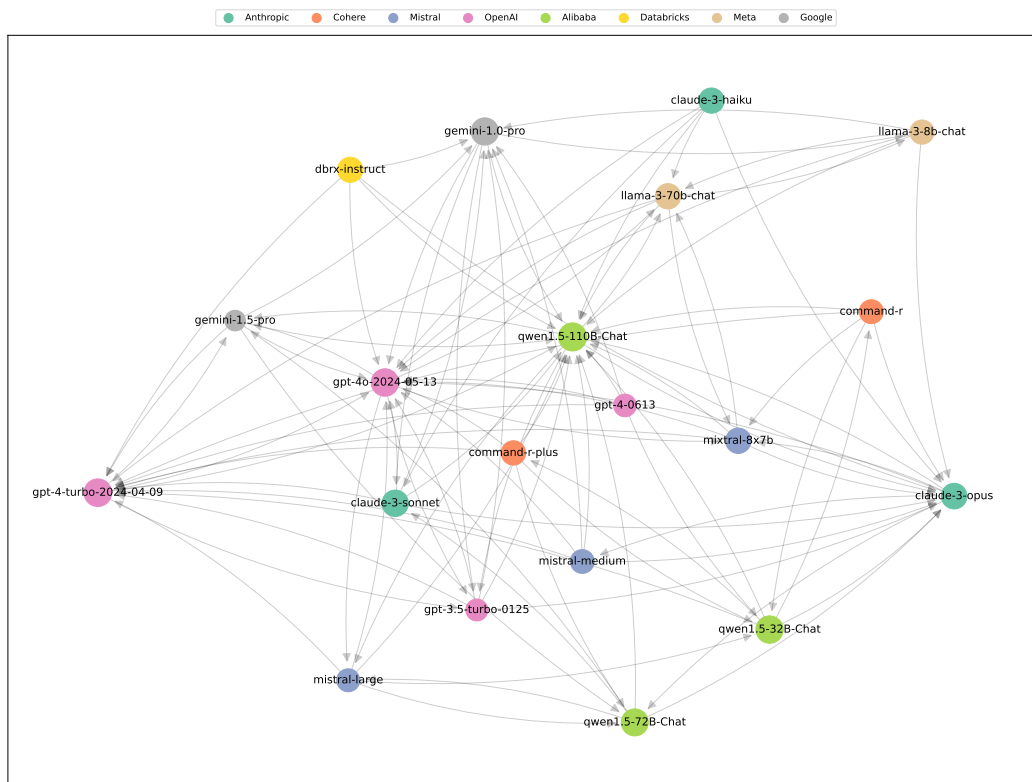 Anthropic Cohere Mistral OpenAI Alibaba Databricks Meta Google
claude-3-haiku
gemini-1.0-pro
llama-3-8b-chat
dbrx-instruct
llama-3-70b-chat
command-r
gemini-1.5-pro
qwen1.5-110B-Chat
gpt-4o-2024-05-13
gpt-4-0613
mixtral-8x7b
command-r-plus
gpt-4-turbo-2024-04-09
claude-3-opus
claude-3-sonnet
mistral-medium
gpt-3.5-turbo-0125
qwen1.5-32B-Chat
mistral-large
qwen1.5-72B-Chat